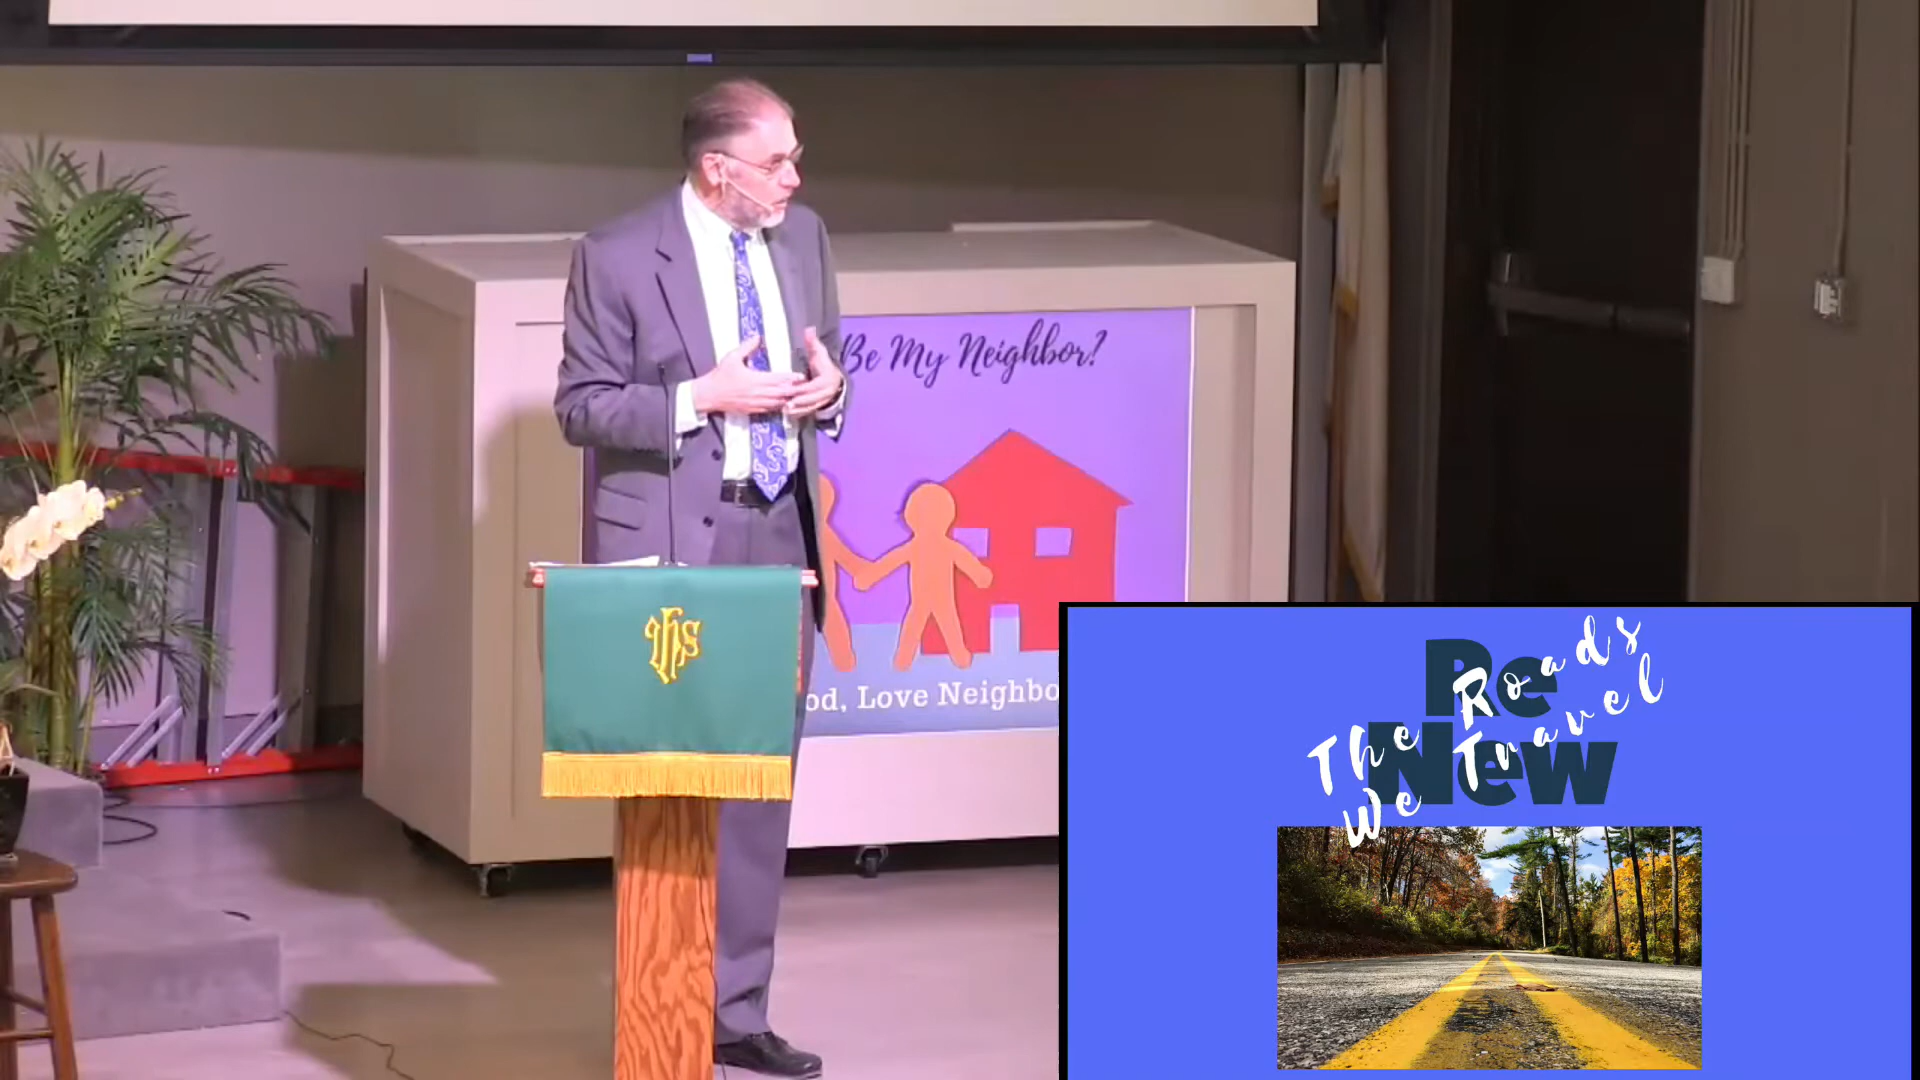 Be My Neighbor?
ihs
od, Love Neighbo
Re
New
The Roads
We Travel